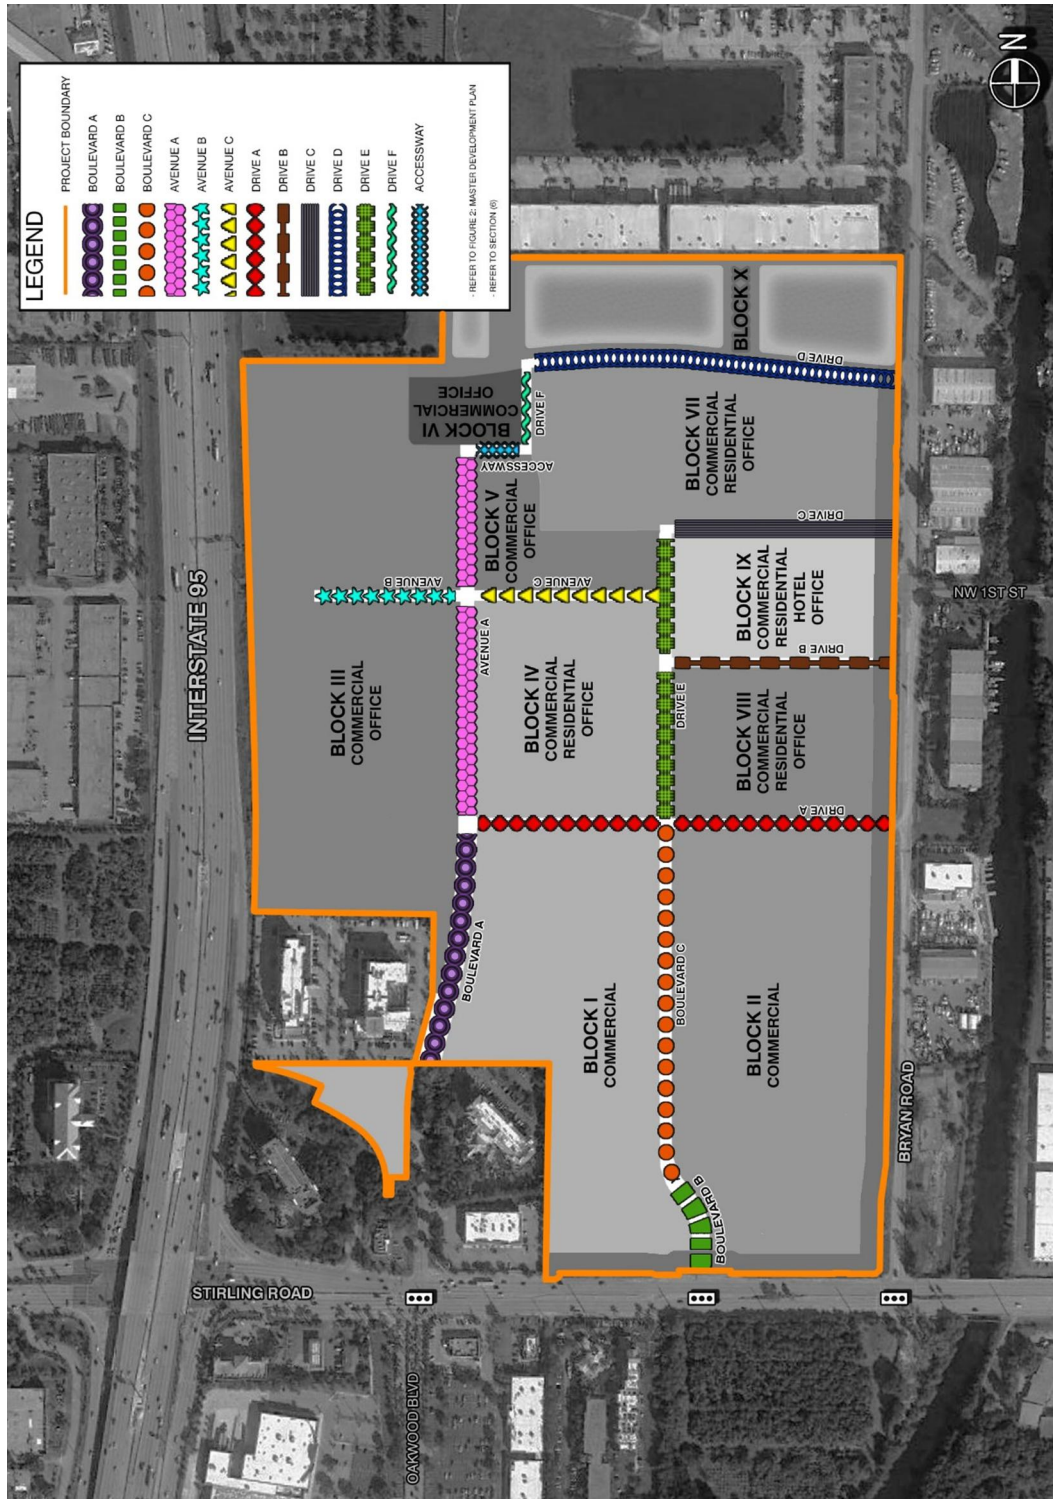 N
LEGEND
PROJECT BOUNDARY
BOULEVARD A
BOULEVARD B
BOULEVARD C
AVENUE A
AVENUE B
AVENUE C
DRIVE A
DRIVE B
DRIVE C
DRIVE D
DRIVE E
DRIVE F
ACCESSWAY
- REFER TO FIGURE 2: MASTER DEVELOPMENT PLAN
- REFER TO SECTION (6)
INTERSTATE 95
BLOCK III
COMMERCIAL
OFFICE
AVENUE B
BLOCK VI
COMMERCIAL
OFFICE
DRIVE F
ACCESSWAY
BLOCK X
DRIVE D
BLOCK V
COMMERCIAL
OFFICE
AVENUE A
AVENUE C
BLOCK VII
COMMERCIAL
RESIDENTIAL
OFFICE
BLOCK IV
COMMERCIAL
RESIDENTIAL
OFFICE
DRIVE E
DRIVE C
BLOCK IX
COMMERCIAL
RESIDENTIAL
HOTEL
OFFICE
DRIVE B
BLOCK VIII
COMMERCIAL
RESIDENTIAL
OFFICE
DRIVE A
BOULEVARD A
BLOCK I
COMMERCIAL
BOULEVARD C
BLOCK II
COMMERCIAL
BOULEVARD B
NW 1ST ST
BRYAN ROAD
STIRLING ROAD
OAKWOOD BLVD